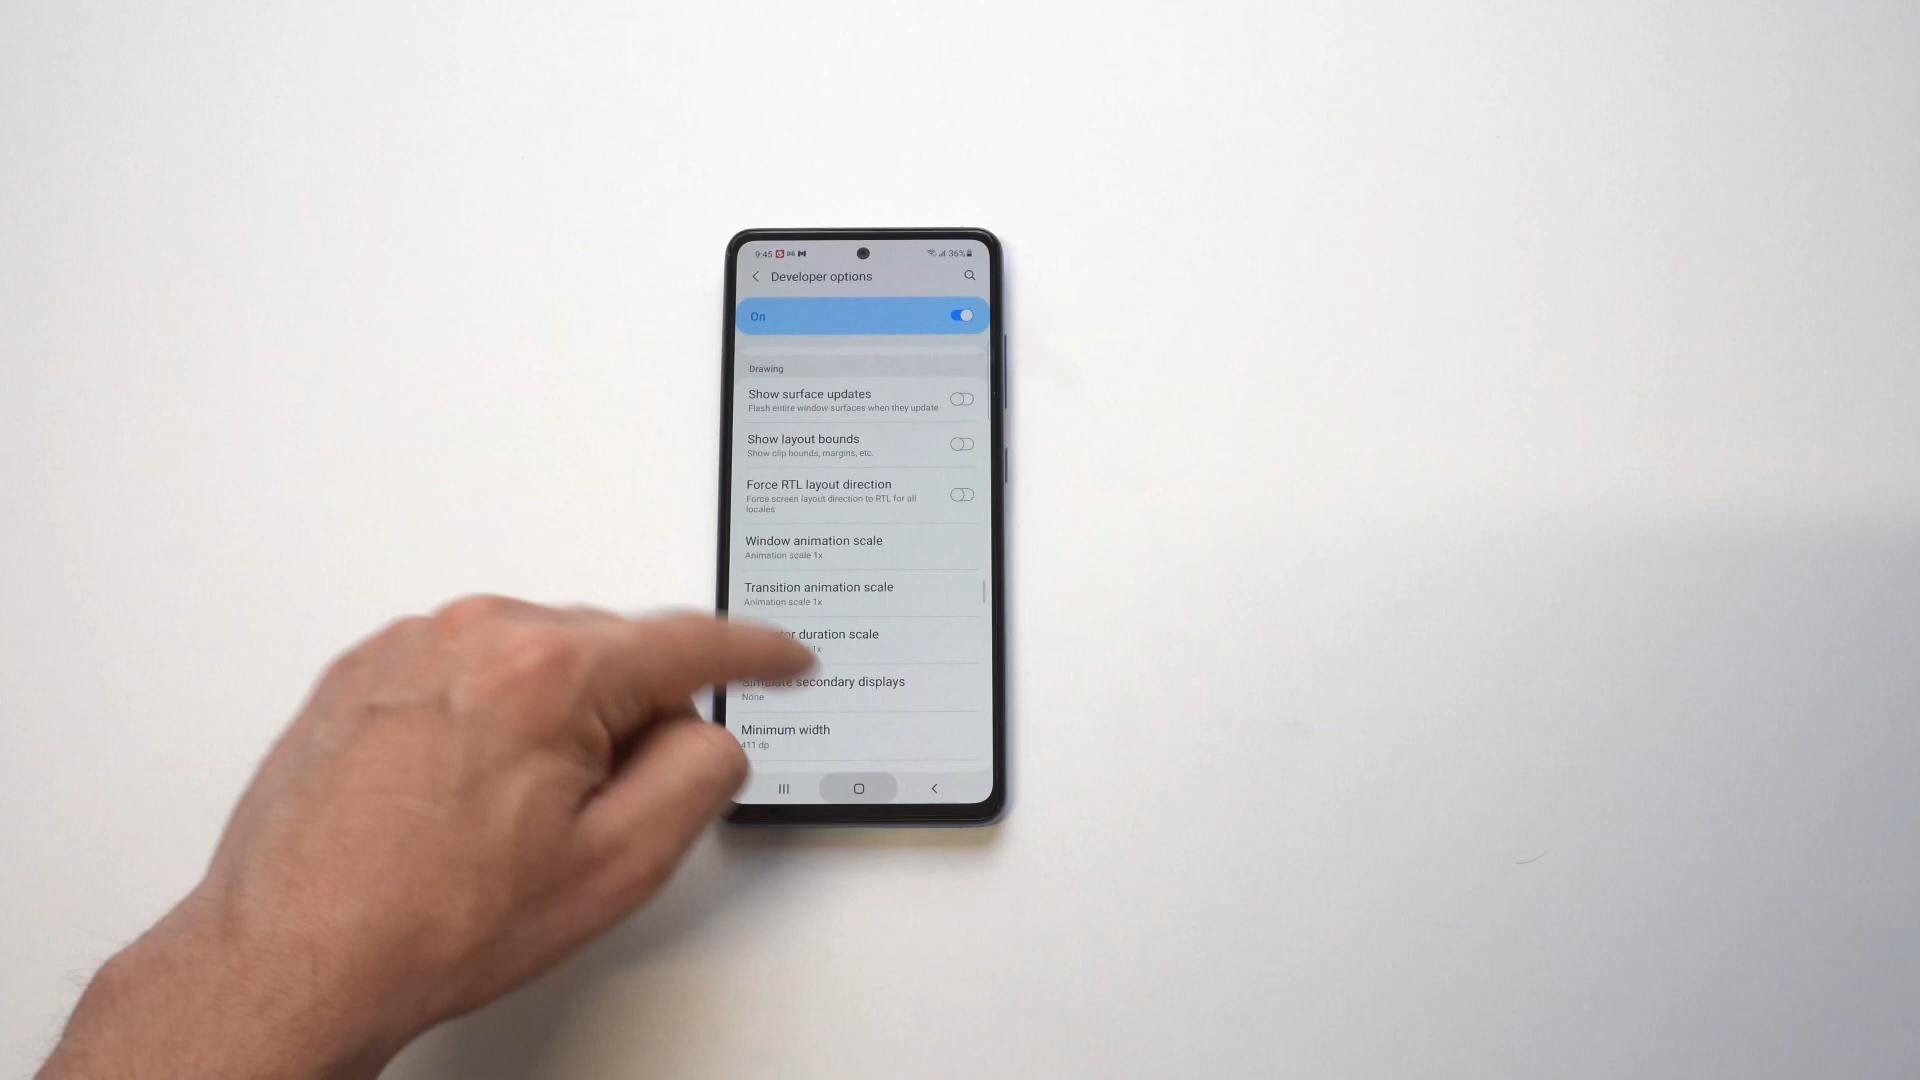 9:45 36%
Developer options
On
Drawing
Show surface updates
Flash entire window surfaces when they update
Show layout bounds
Show clip bounds, margins, etc.
Force RTL layout direction
Force screen layout direction to RTL for all
locales
Window animation scale
Animation scale 1x
Transition animation scale
Animation scale 1x
duration scale
1x
Simulate secondary displays
None
Minimum width
411 dp